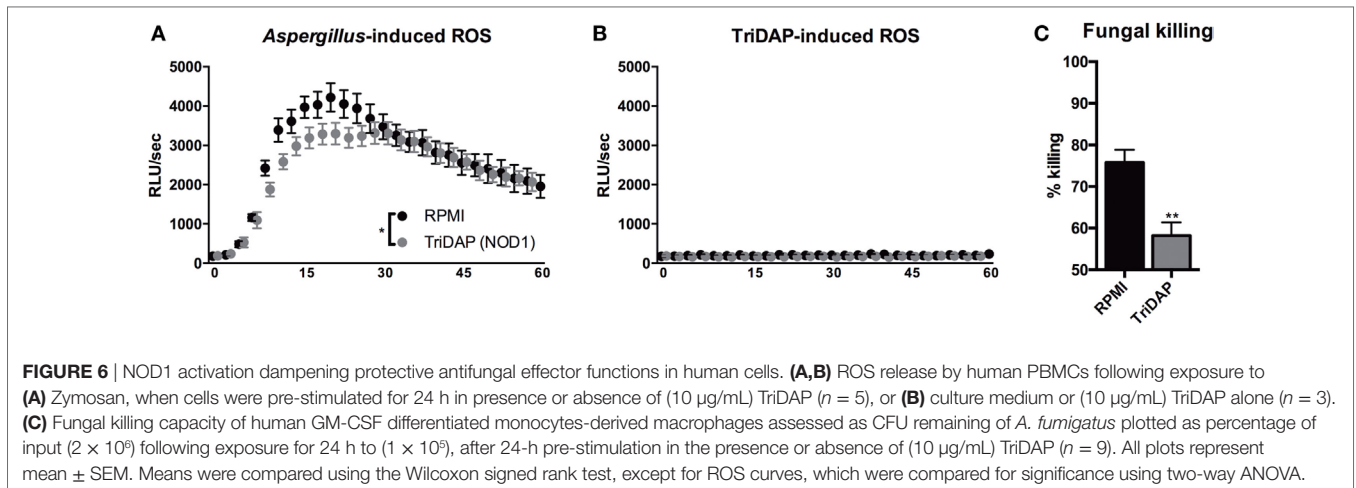 A
Aspergillus-induced ROS
5000
4000
3000
2000
1000
0
RLU/sec
0 15 30 45 60
* RPMI
TriDAP (NOD1)
B
TriDAP-induced ROS
5000
4000
3000
2000
1000
0
RLU/sec
0 15 30 45 60
C
Fungal killing
100
90
80
70
60
50
% killing
**
RPMI
TriDAP
FIGURE 6 | NOD1 activation dampening protective antifungal effector functions in human cells. (A,B) ROS release by human PBMCs following exposure to
(A) Zymosan, when cells were pre-stimulated for 24 h in presence or absence of (10 μg/mL) TriDAP (n = 5), or (B) culture medium or (10 μg/mL) TriDAP alone (n = 3).
(C) Fungal killing capacity of human GM-CSF differentiated monocytes-derived macrophages assessed as CFU remaining of A. fumigatus plotted as percentage of
input (2 × 10⁶) following exposure for 24 h to (1 × 10⁵), after 24-h pre-stimulation in the presence or absence of (10 μg/mL) TriDAP (n = 9). All plots represent
mean ± SEM. Means were compared using the Wilcoxon signed rank test, except for ROS curves, which were compared for significance using two-way ANOVA.